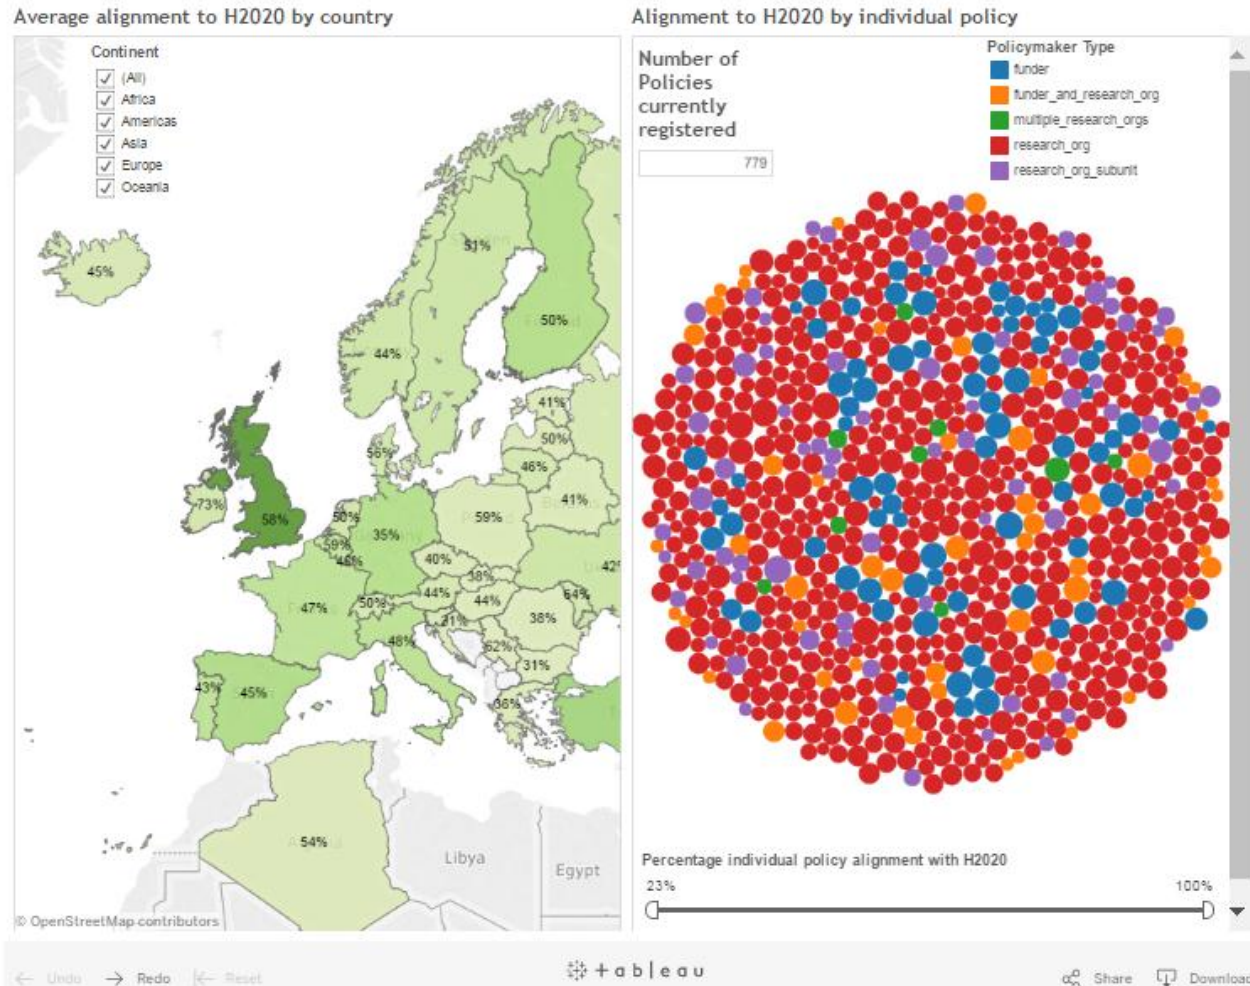 Average alignment to H2020 by country
Continent
(All)
Africa
Americas
Asia
Europe
Oceania
45%
51%
50%
44%
41%
50%
56%
46%
41%
73%
58%
50%
59%
35%
59%
40%
38%
42%
44%
44%
64%
47%
50%
38%
48%
62%
31%
43%
45%
36%
54%
Libya
Egypt
© OpenStreetMap contributors
Alignment to H2020 by individual policy
Number of
Policies
currently
registered
779
Policymaker Type
funder
funder_and_research_org
multiple_research_orgs
research_org
research_org_subunit
Percentage individual policy alignment with H2020
23%
100%
Undo
Redo
Reset
+ableau
Share
Download